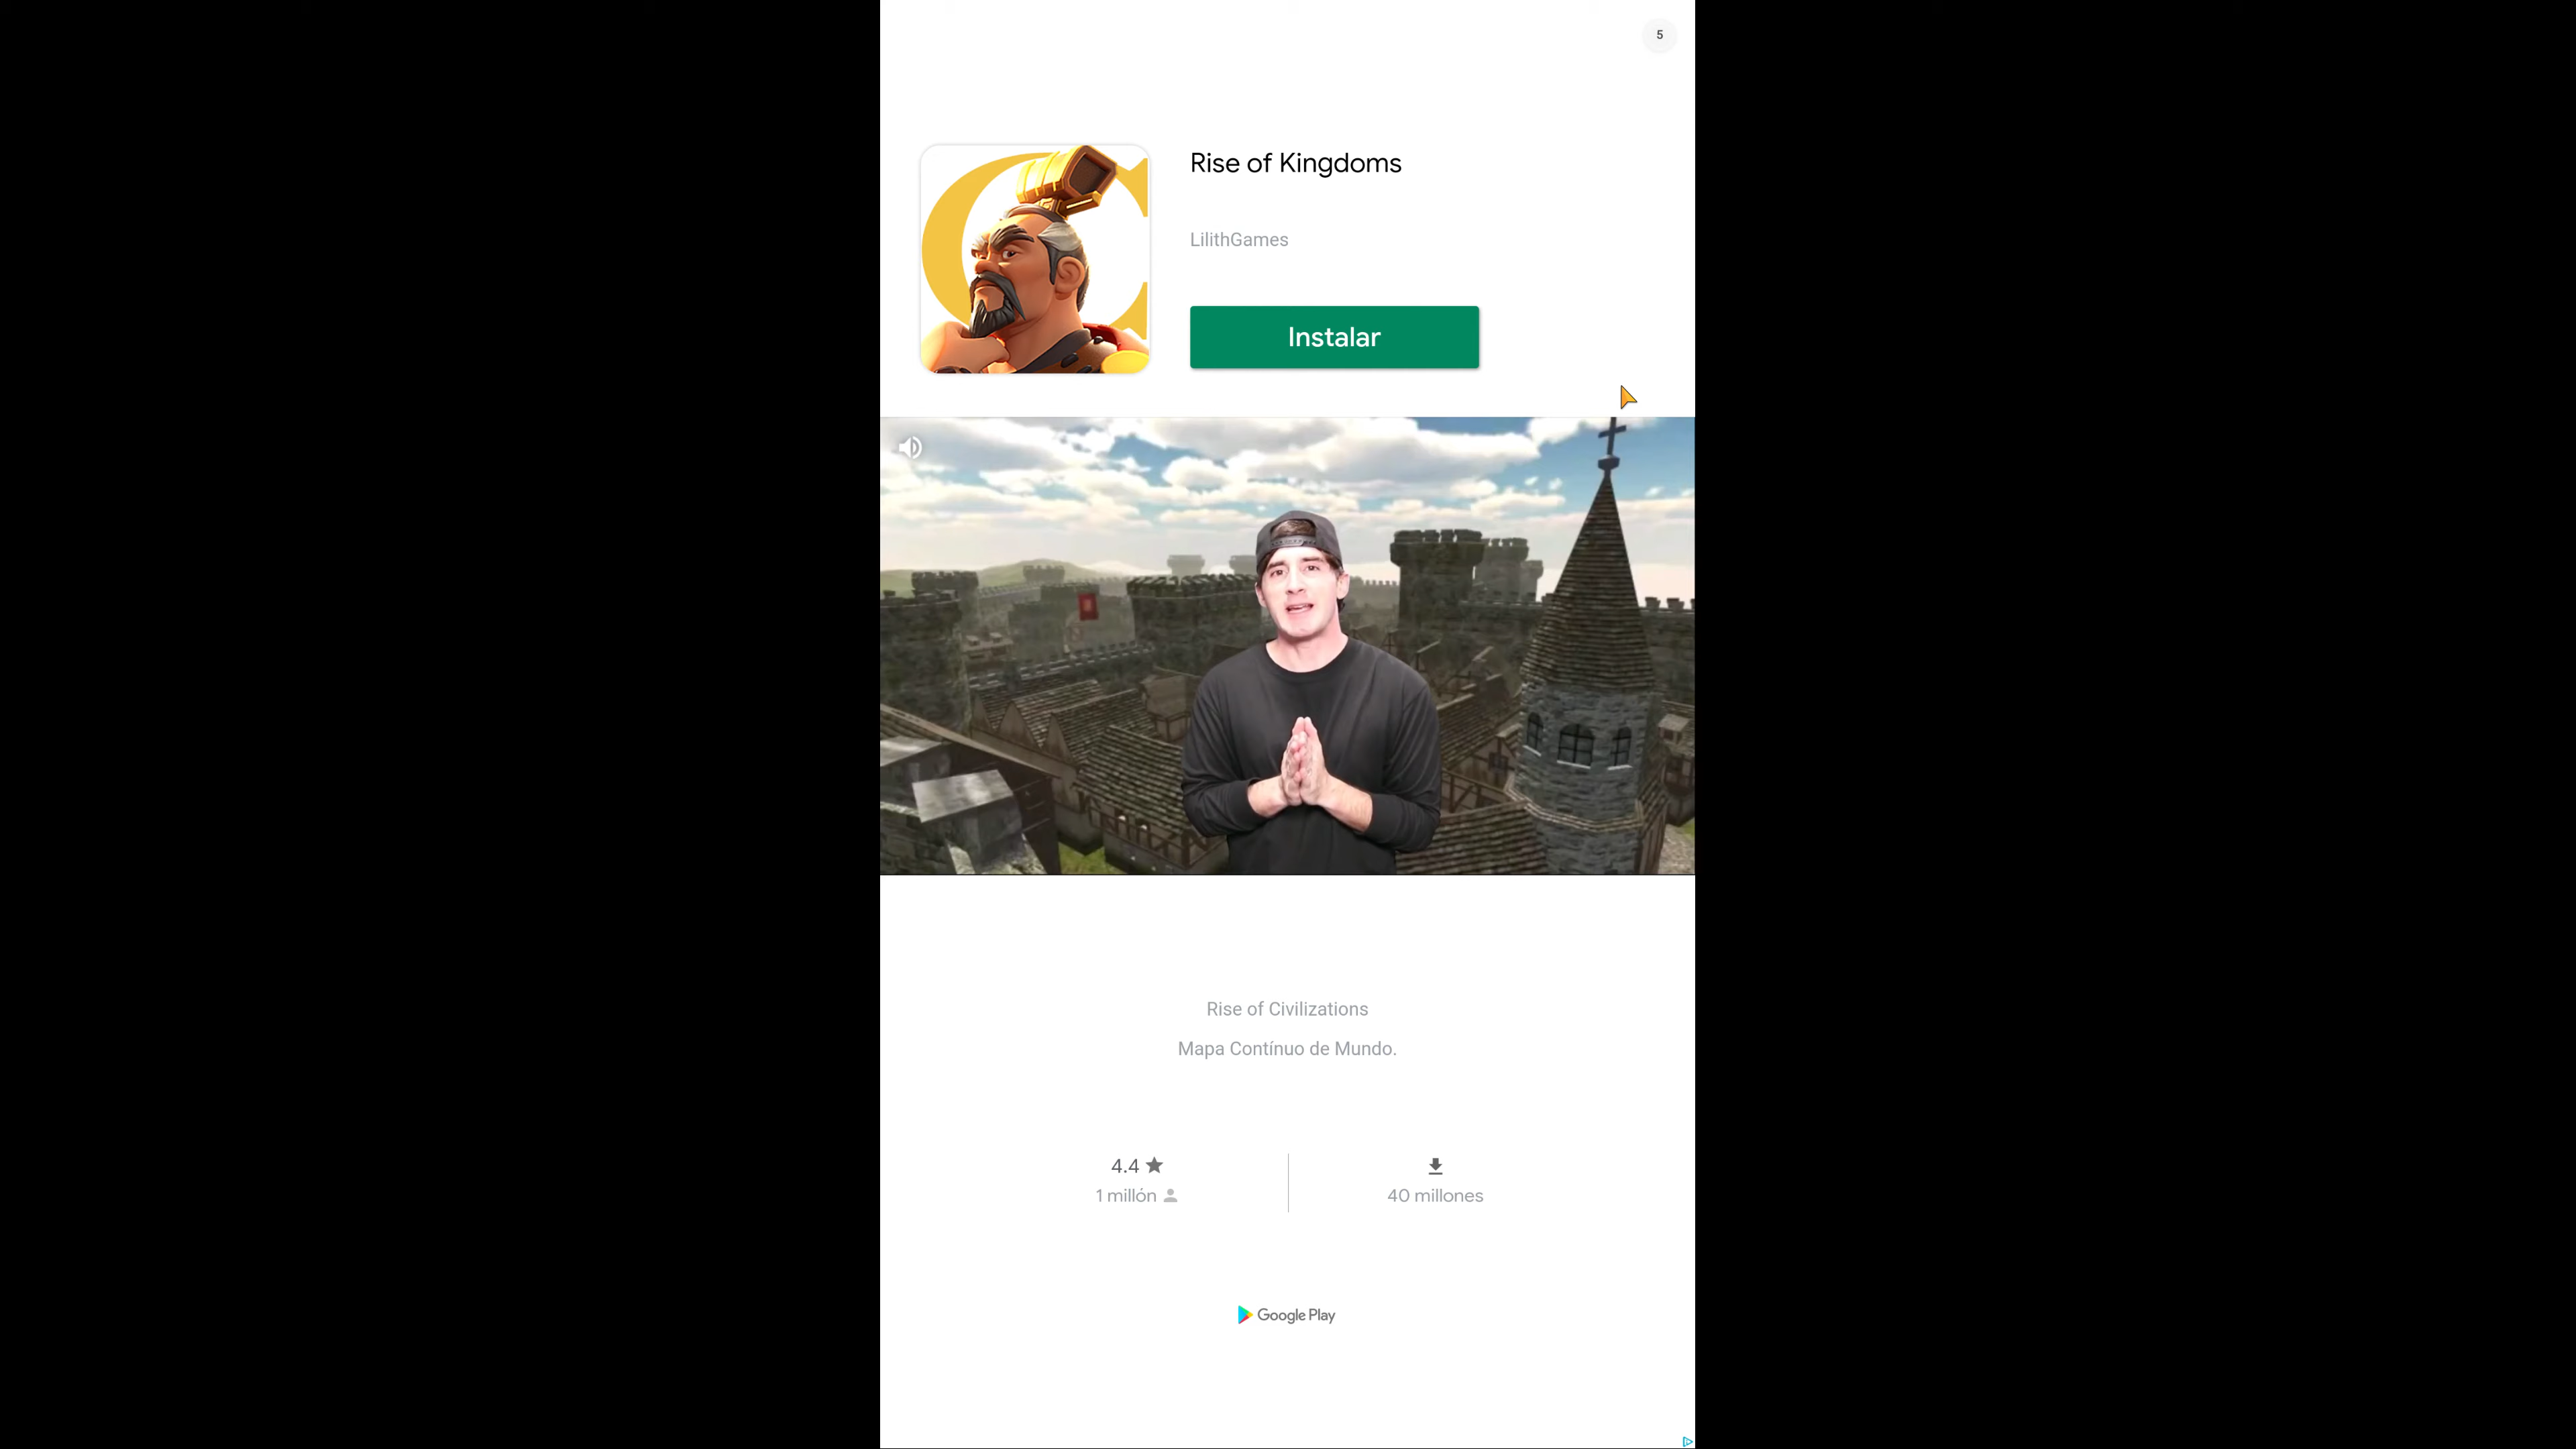 5
Rise of Kingdoms
LilithGames
Instalar
Rise of Civilizations
Mapa Contínuo de Mundo.
4.4
1 millón
40 millones
Google Play